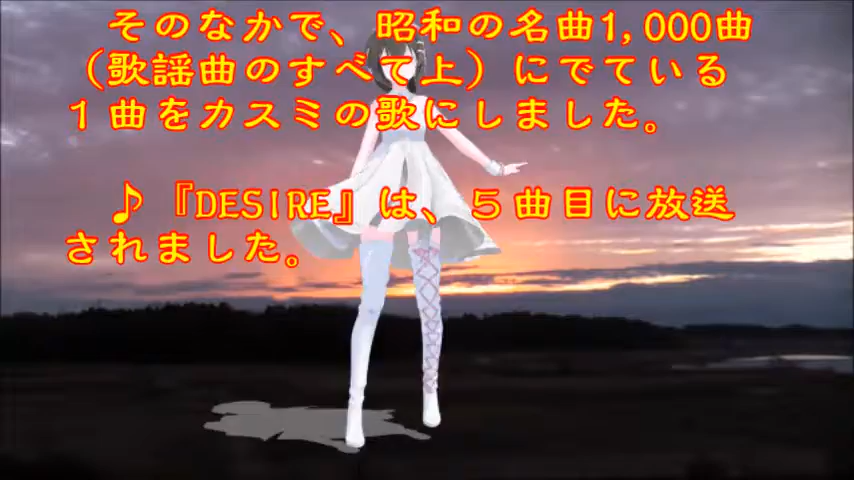 そのなかで、昭和の名曲1,000曲
（歌謡曲のすべて上）にでている
１曲をカスミの歌にしました。
♪『DESIRE』は、５曲目に放送
されました。